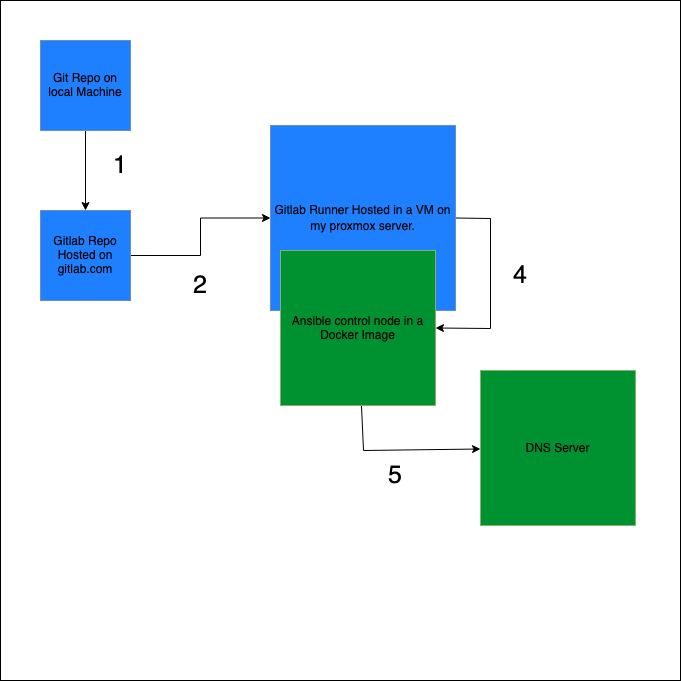 Git Repo on
local Machine
1
Gitlab Repo
Hosted on
gitlab.com
2
Gitlab Runner Hosted in a VM on
my proxmox server.
4
Ansible control node in a
Docker Image
5
DNS Server